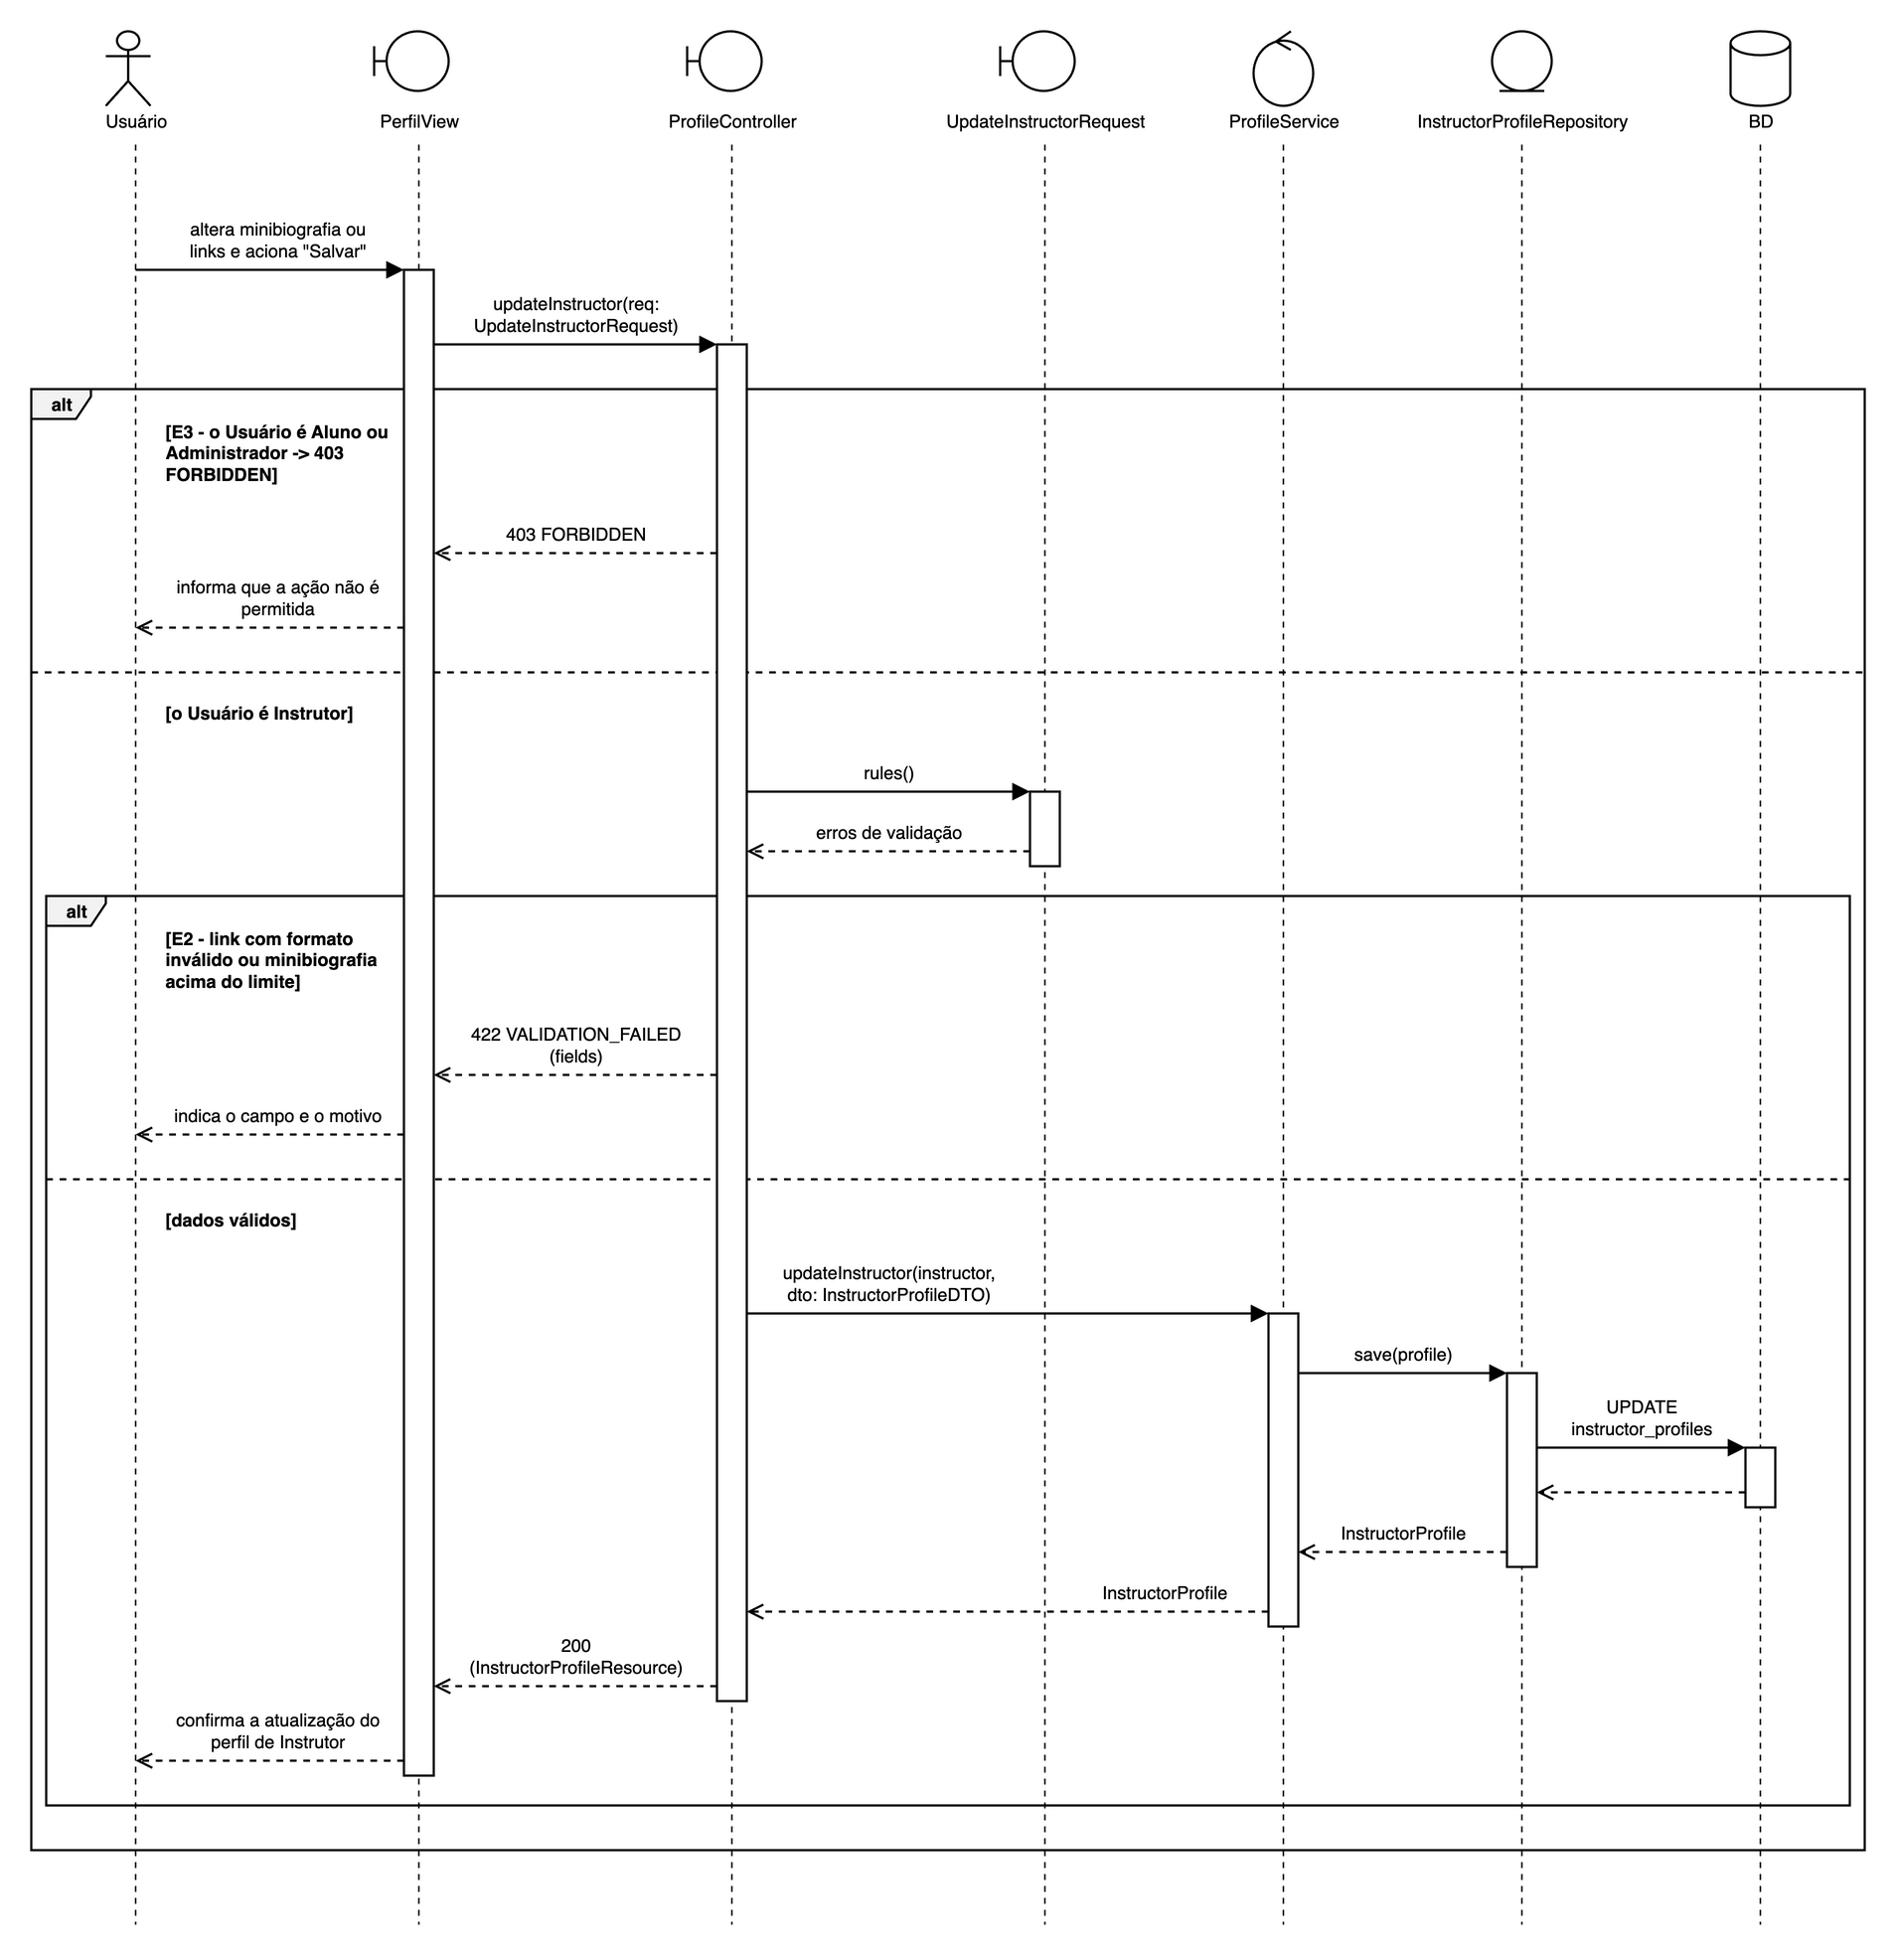 Usuário
PerfilView
ProfileController
UpdateInstructorRequest
ProfileService
InstructorProfileRepository
BD
altera minibiografia ou
links e aciona "Salvar"
updateInstructor(req:
UpdateInstructorRequest)
alt
[E3 - o Usuário é Aluno ou
Administrador -> 403
FORBIDDEN]
403 FORBIDDEN
informa que a ação não é
permitida
[o Usuário é Instrutor]
rules()
erros de validação
alt
[E2 - link com formato
inválido ou minibiografia
acima do limite]
422 VALIDATION_FAILED
(fields)
indica o campo e o motivo
[dados válidos]
updateInstructor(instructor,
dto: InstructorProfileDTO)
save(profile)
UPDATE
instructor_profiles
InstructorProfile
InstructorProfile
200
(InstructorProfileResource)
confirma a atualização do
perfil de Instrutor